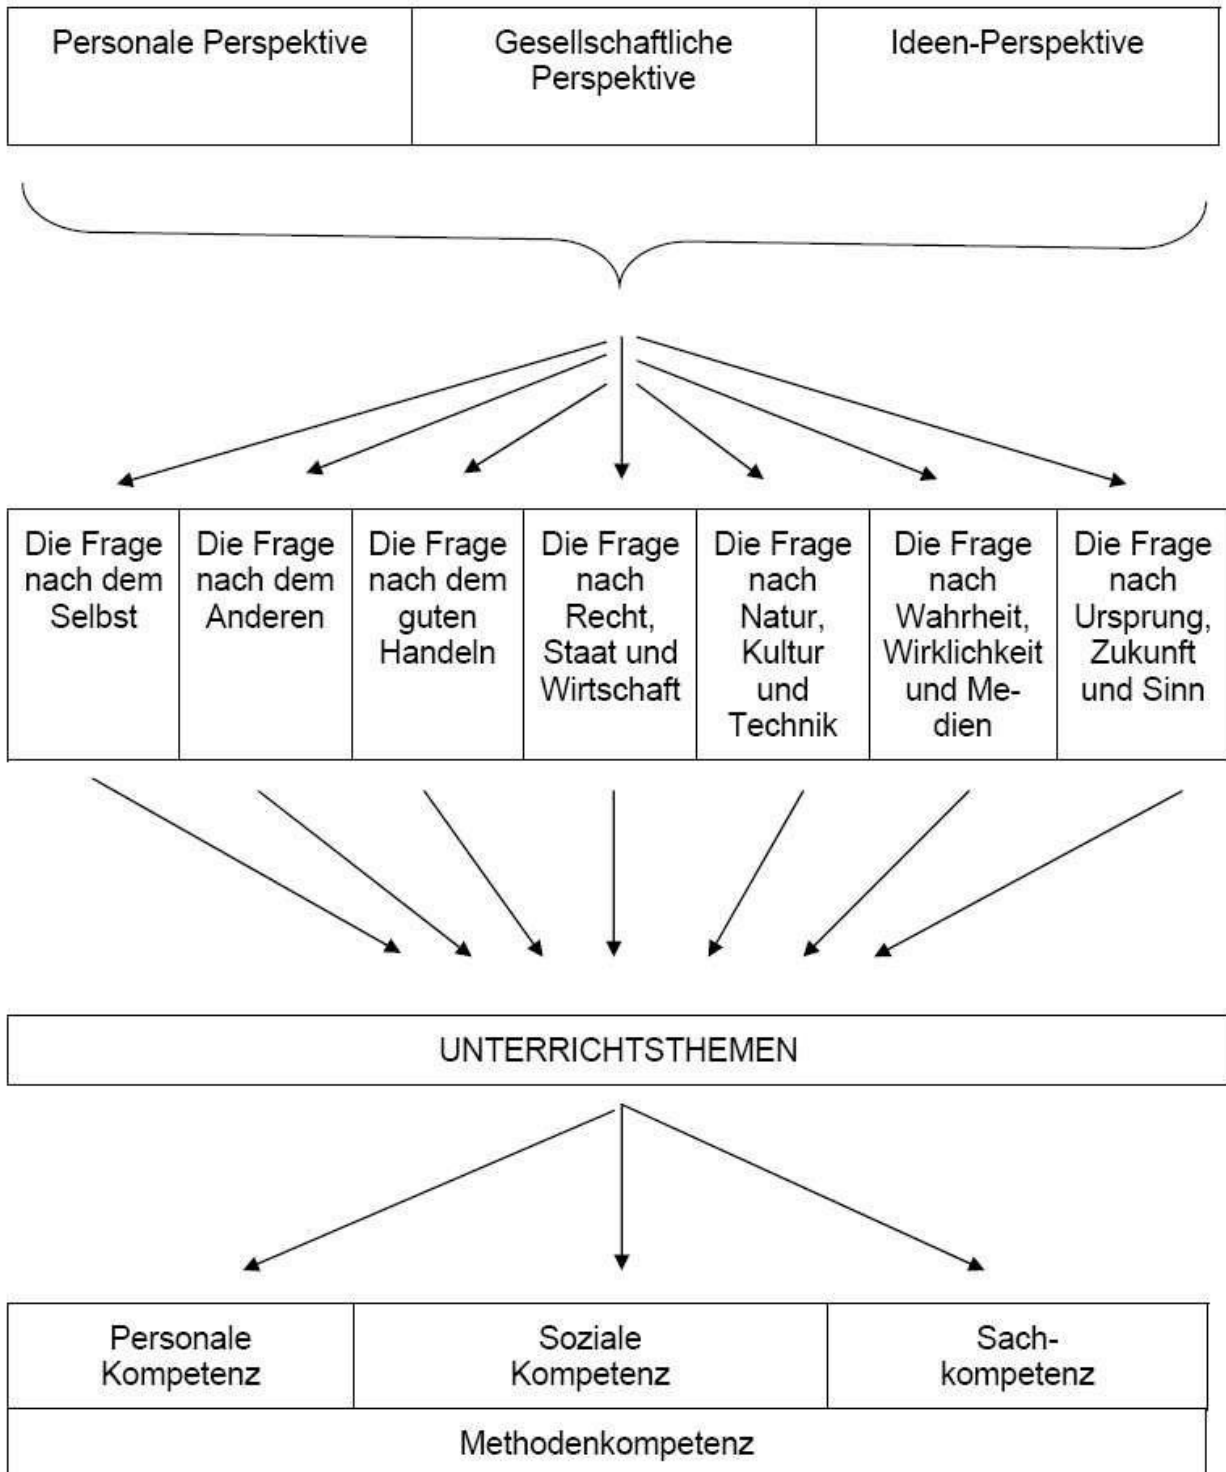 Personale Perspektive
Gesellschaftliche
Perspektive
Ideen-Perspektive
Die Frage
nach dem
Selbst
Die Frage
nach dem
Anderen
Die Frage
nach dem
guten
Handeln
Die Frage
nach
Recht,
Staat und
Wirtschaft
Die Frage
nach
Natur,
Kultur
und
Technik
Die Frage
nach
Wahrheit,
Wirklichkeit
und Me-
dien
Die Frage
nach
Ursprung,
Zukunft
und Sinn
UNTERRICHTSTHEMEN
Personale
Kompetenz
Soziale
Kompetenz
Sach-
kompetenz
Methodenkompetenz